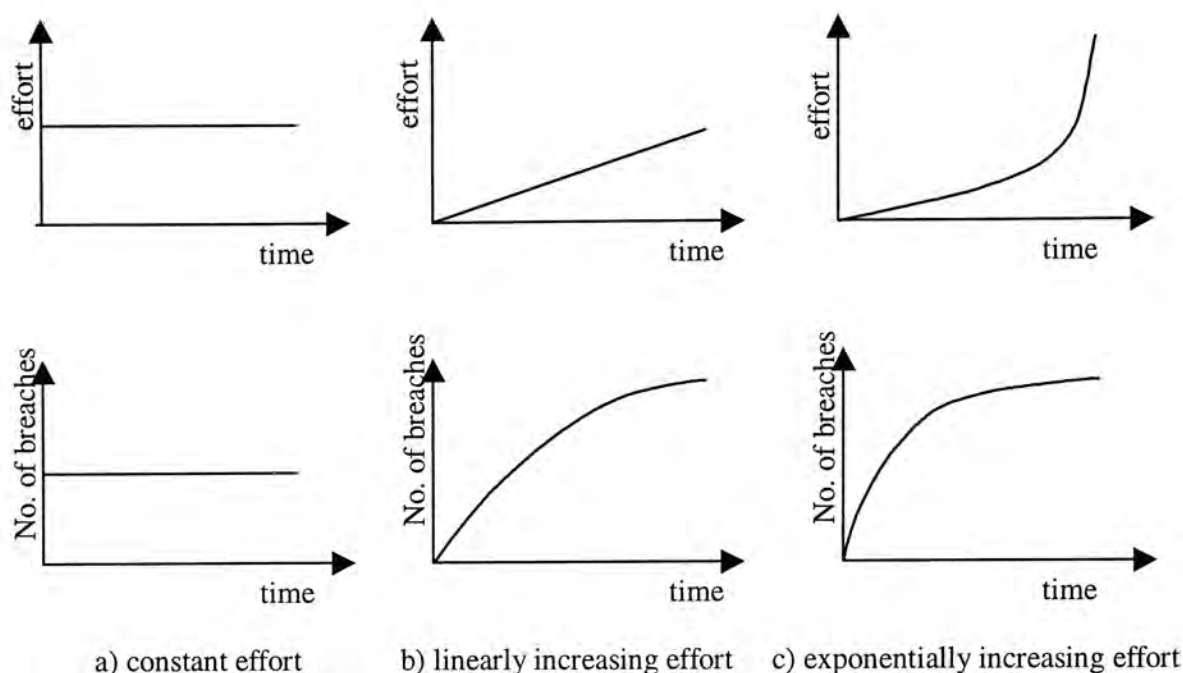 effort
time
effort
time
effort
time
No. of breaches
time
No. of breaches
time
No. of breaches
time
a) constant effort
b) linearly increasing effort
c) exponentially increasing effort